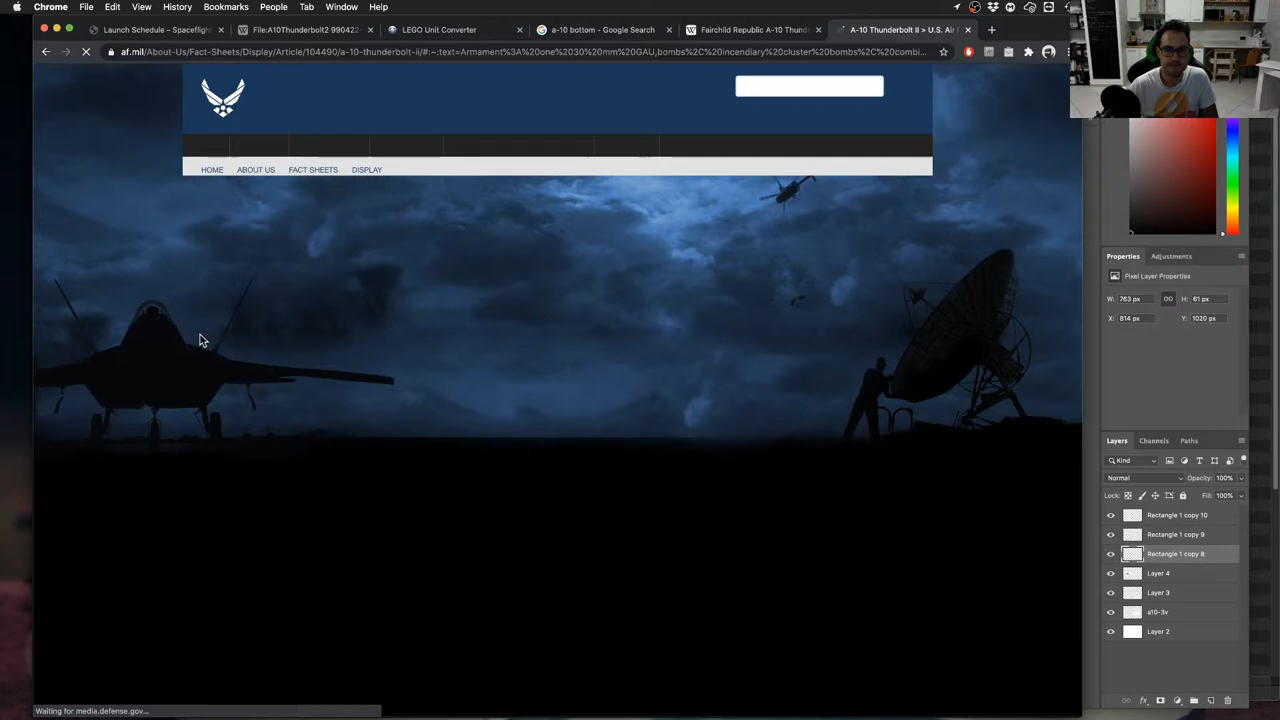 Chrome File Edit View History Bookmarks People Tab Window Help
Launch Schedule – Spaceflight File:A10Thunderbolt2 990422 LEGO Unit Converter a-10 bottom - Google Search Fairchild Republic A-10 Thund A-10 Thunderbolt II > U.S. Air
af.mil/About-Us/Fact-Sheets/Display/Article/104490/a-10-thunderbolt-ii/#:~:text=Armament%3A%20one%2030%20mm%20GAU,bombs%2C%20incendiary%20cluster%20bombs%2C%20combi...
HOME ABOUT US FACT SHEETS DISPLAY
Properties Adjustments
Pixel Layer Properties
W: 763 px H: 61 px
X: 814 px Y: 1020 px
Layers Channels Paths
Kind
Normal Opacity: 100%
Lock: Fill: 100%
Rectangle 1 copy 10
Rectangle 1 copy 9
Rectangle 1 copy 8
Layer 4
Layer 3
a10-3v
Layer 2
fx
Waiting for media.defense.gov...